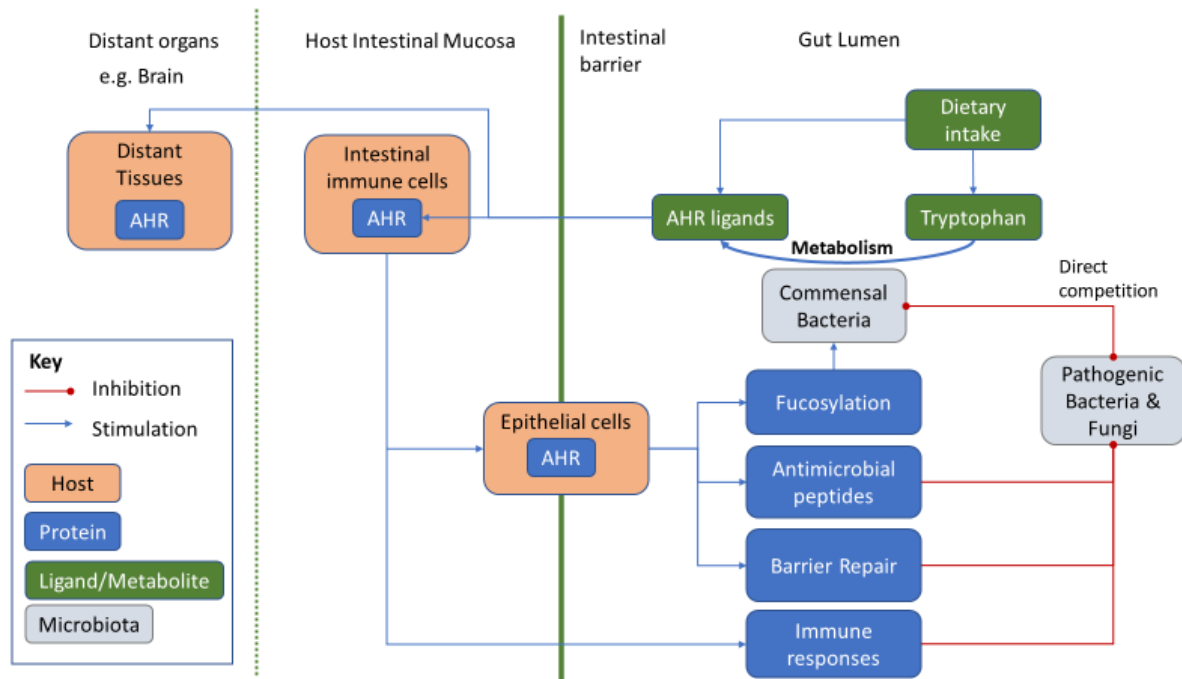 Distant organs
e.g. Brain
Host Intestinal Mucosa
Intestinal
barrier
Gut Lumen
Dietary
intake
Distant
Tissues
AHR
Intestinal
immune cells
AHR
AHR ligands
Tryptophan
Metabolism
Commensal
Bacteria
Direct
competition
Key
Inhibition
Stimulation
Host
Protein
Ligand/Metabolite
Microbiota
Epithelial cells
AHR
Fucosylation
Pathogenic
Bacteria &
Fungi
Antimicrobial
peptides
Barrier Repair
Immune
responses